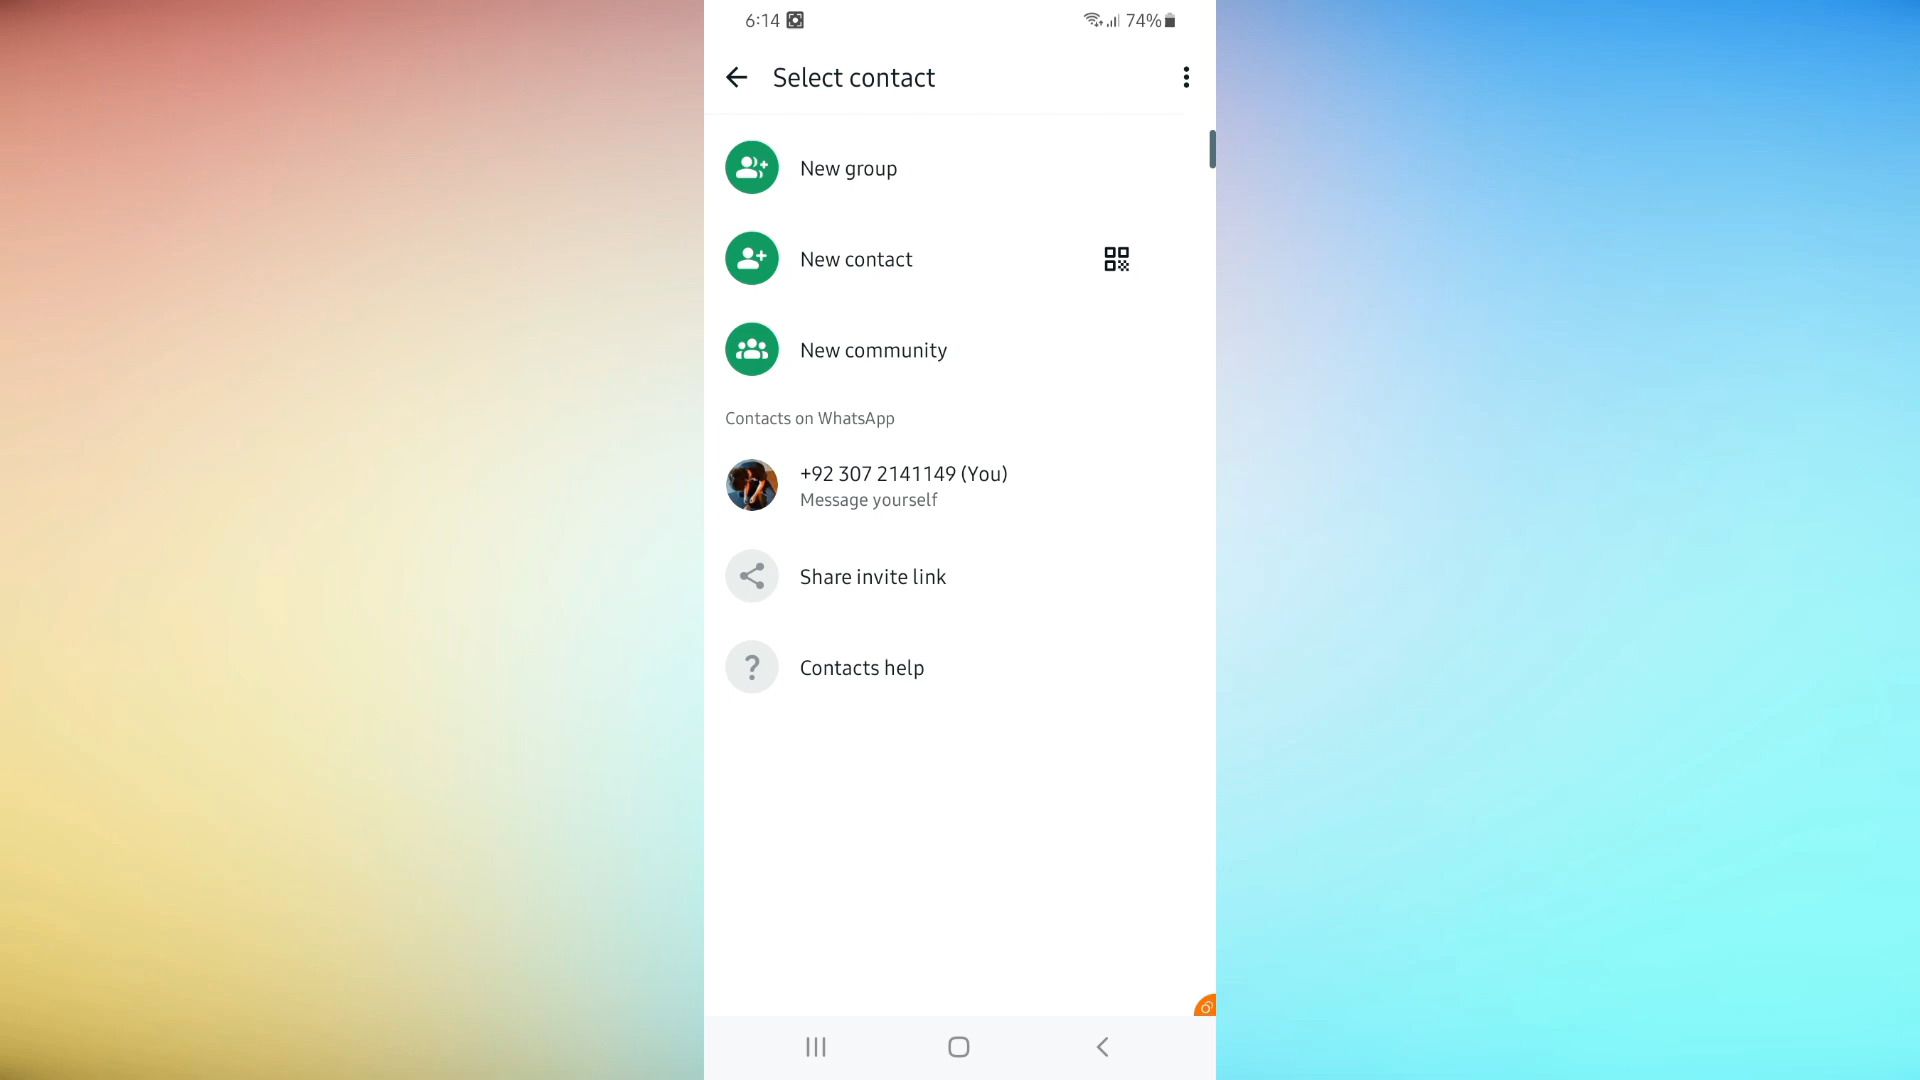 6:14 74%
Select contact
New group
New contact
New community
Contacts on WhatsApp
+92 307 2141149 (You)
Message yourself
Share invite link
? Contacts help